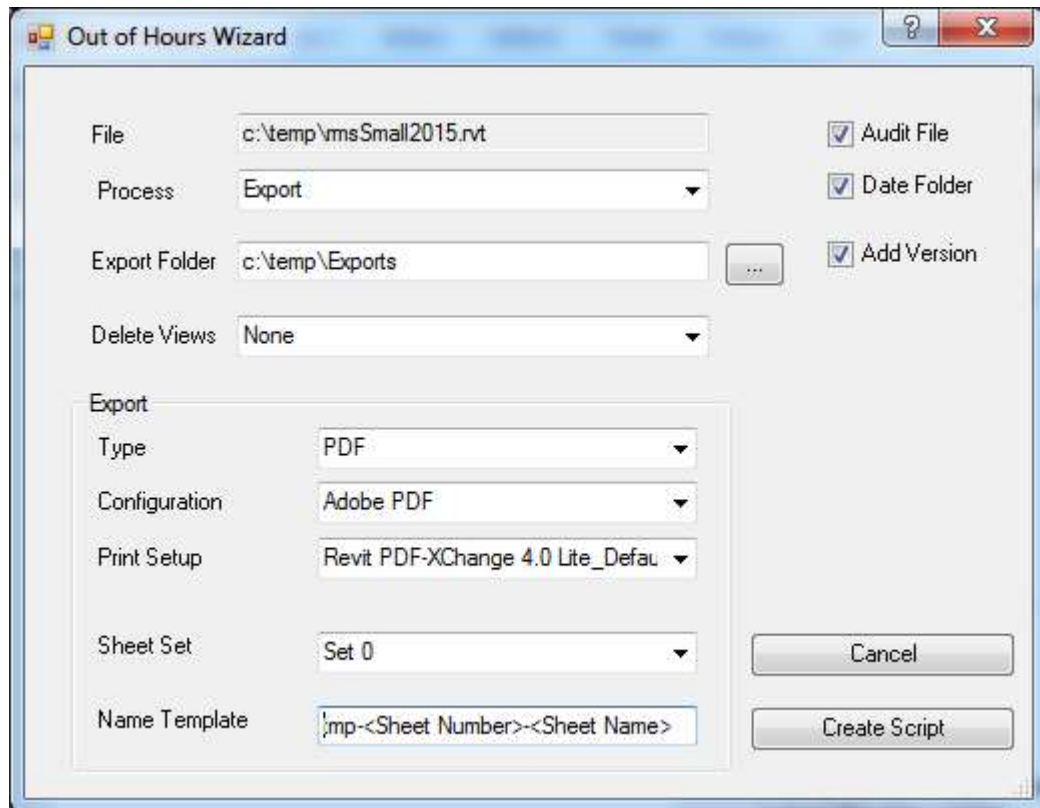 Out of Hours Wizard
File c:\temp\rmsSmall2015.rvt Audit File
Process Export Date Folder
Export Folder c:\temp\Exports ... Add Version
Delete Views None
Export
Type PDF
Configuration Adobe PDF
Print Setup Revit PDF-XChange 4.0 Lite_Defau
Sheet Set Set 0 Cancel
Name Template mp-<Sheet Number>-<Sheet Name> Create Script